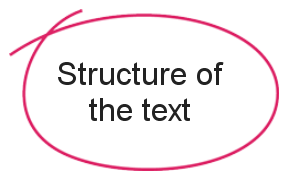 Structure of
the text